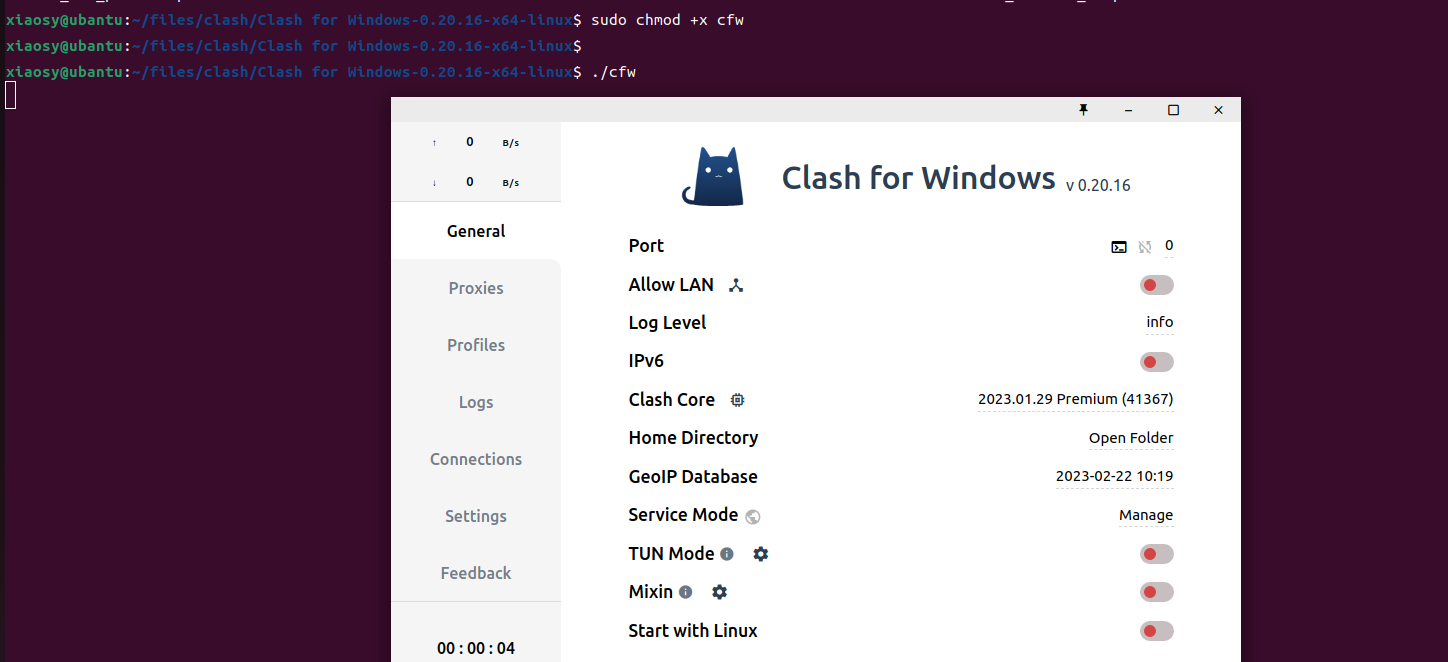 xiaosy@ubantu:~/files/clash/Clash for Windows-0.20.16-x64-linux$ sudo chmod +x cfw
xiaosy@ubantu:~/files/clash/Clash for Windows-0.20.16-x64-linux$
xiaosy@ubantu:~/files/clash/Clash for Windows-0.20.16-x64-linux$ ./cfw
↑ 0 B/s
↓ 0 B/s
General
Proxies
Profiles
Logs
Connections
Settings
Feedback
00 : 00 : 04
Clash for Windows v 0.20.16
Port 0
Allow LAN
Log Level info
IPv6
Clash Core 2023.01.29 Premium (41367)
Home Directory Open Folder
GeoIP Database 2023-02-22 10:19
Service Mode Manage
TUN Mode
Mixin
Start with Linux